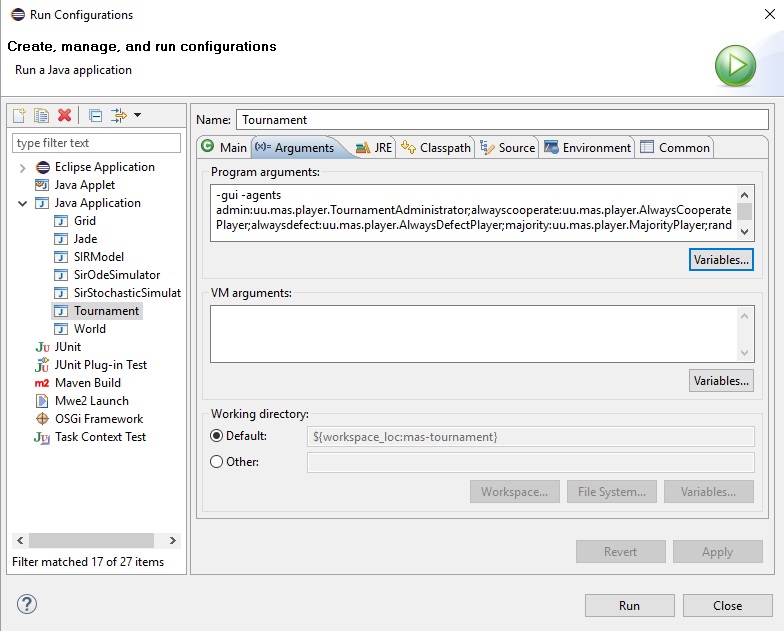 Run Configurations
Create, manage, and run configurations
Run a Java application
type filter text
Eclipse Application
Java Applet
Java Application
Grid
Jade
SIRModel
SirOdeSimulator
SirStochasticSimulat
Tournament
World
JUnit
JUnit Plug-in Test
Maven Build
Mwe2 Launch
OSGi Framework
Task Context Test
Filter matched 17 of 27 items
Name: Tournament
Main (x)= Arguments JRE Classpath Source Environment Common
Program arguments:
-gui -agents
admin:uu.mas.player.TournamentAdministrator;alwayscooperate:uu.mas.player.AlwaysCooperate
Player;alwaysdefect:uu.mas.player.AlwaysDefectPlayer;majority:uu.mas.player.MajorityPlayer;rand
Variables...
VM arguments:
Variables...
Working directory:
Default: ${workspace_loc:mas-tournament}
Other:
Workspace... File System... Variables...
Revert Apply
? Run Close